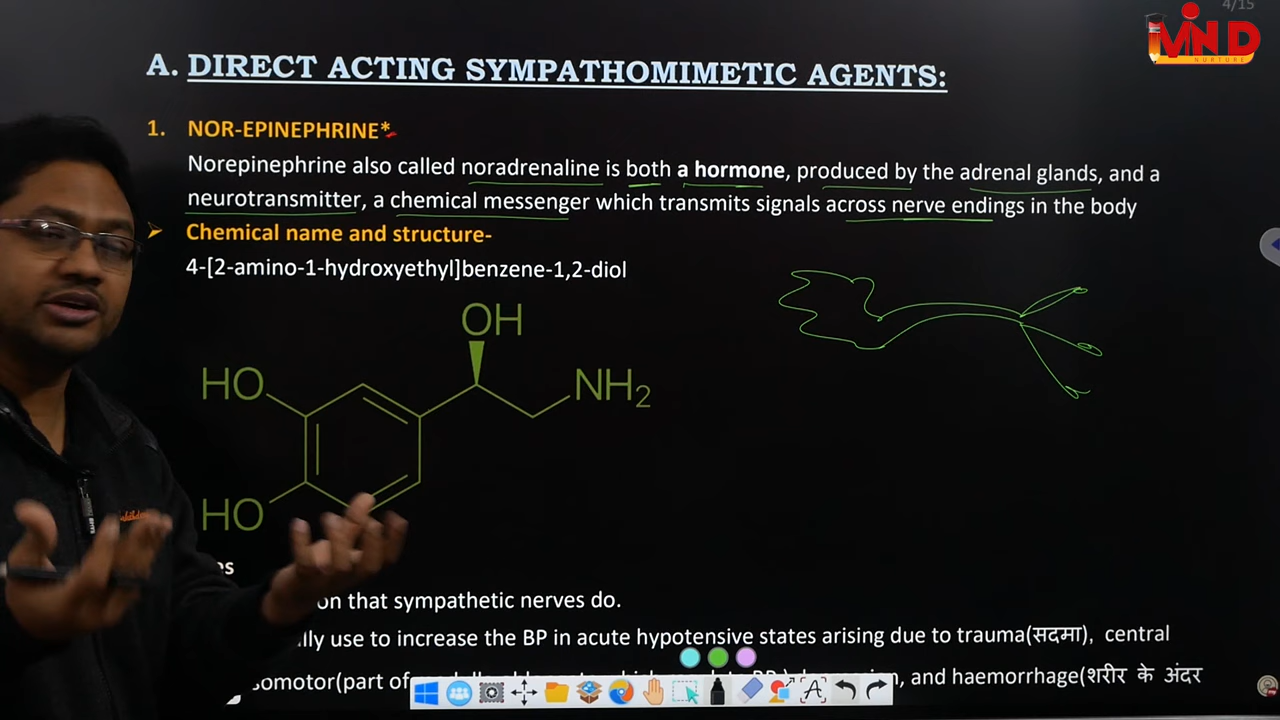 4/15
MIND
NURTURE
A. DIRECT ACTING SYMPATHOMIMETIC AGENTS:
1. NOR-EPINEPHRINE*
Norepinephrine also called noradrenaline is both a hormone, produced by the adrenal glands, and a
neurotransmitter, a chemical messenger which transmits signals across nerve endings in the body
➢ Chemical name and structure-
4-[2-amino-1-hydroxyethyl]benzene-1,2-diol
OH
HO
NH2
HO
on that sympathetic nerves do.
use to increase the BP in acute hypotensive states arising due to trauma(सदमा), central
(part of
, and haemorrhage(शरीर के अंदर